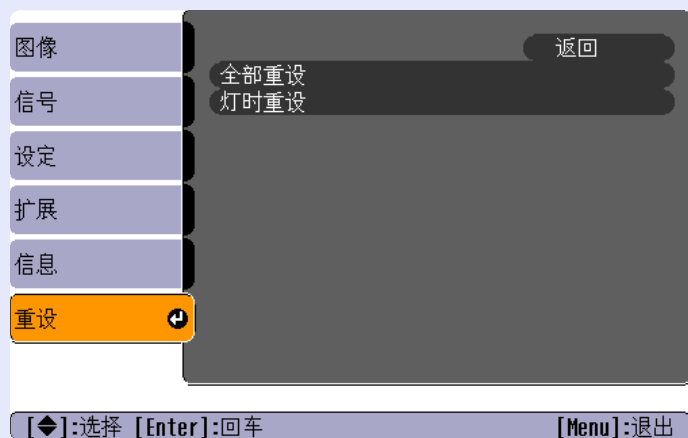 图像
信号
设定
扩展
信息
重设
返回
全部重设
灯时重设
[◆]:选择 [Enter]:回车
[Menu]:退出